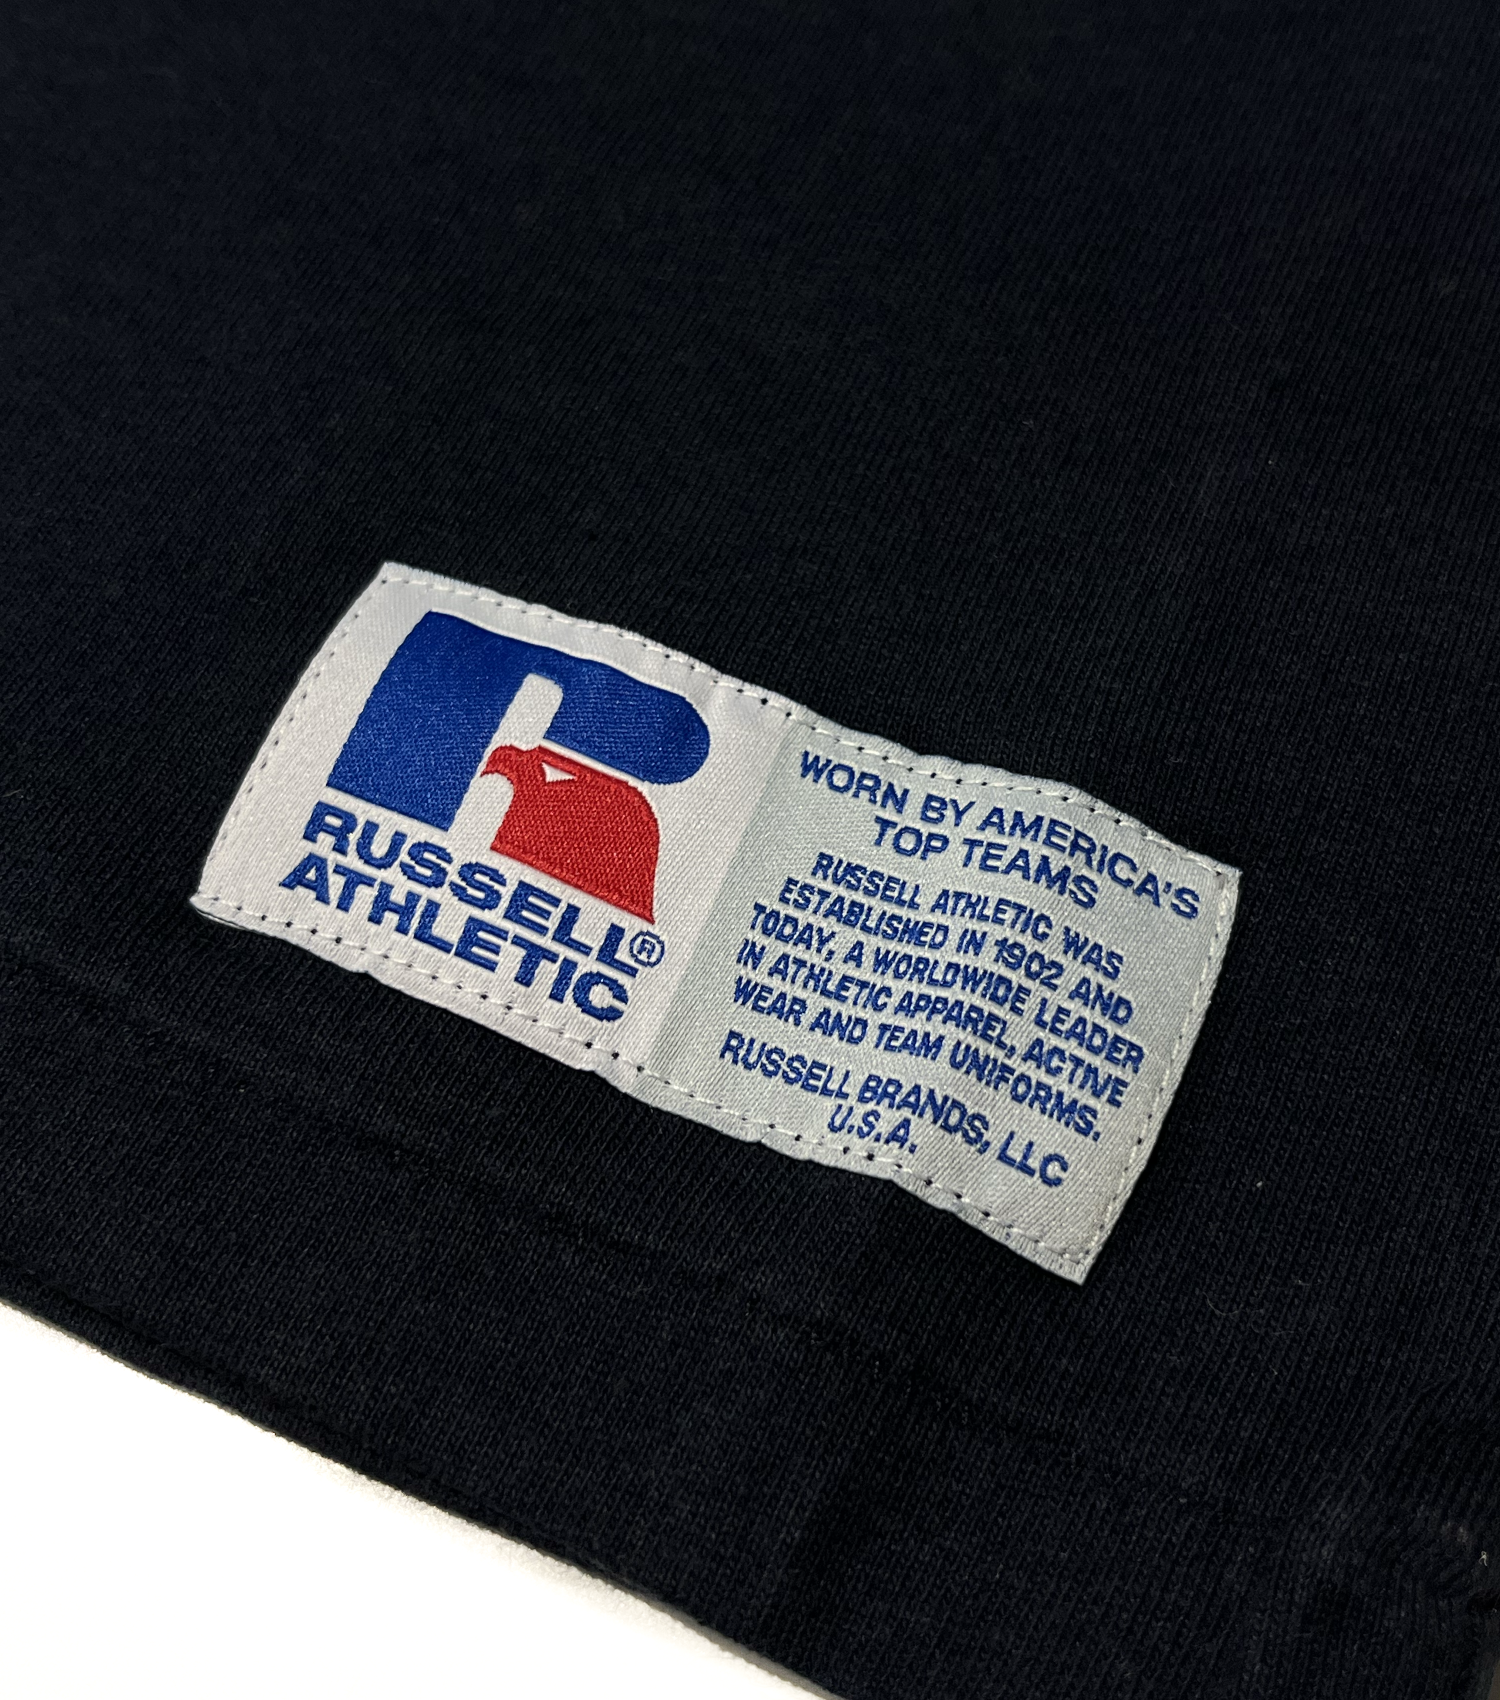 RUSSELL
ATHLETIC®
WORN BY AMERICA'S
TOP TEAMS
RUSSELL ATHLETIC WAS
ESTABLISHED IN 1902 AND
TODAY, A WORLDWIDE LEADER
IN ATHLETIC APPAREL, ACTIVE
WEAR AND TEAM UNIFORMS.
RUSSELL BRANDS, LLC
U.S.A.